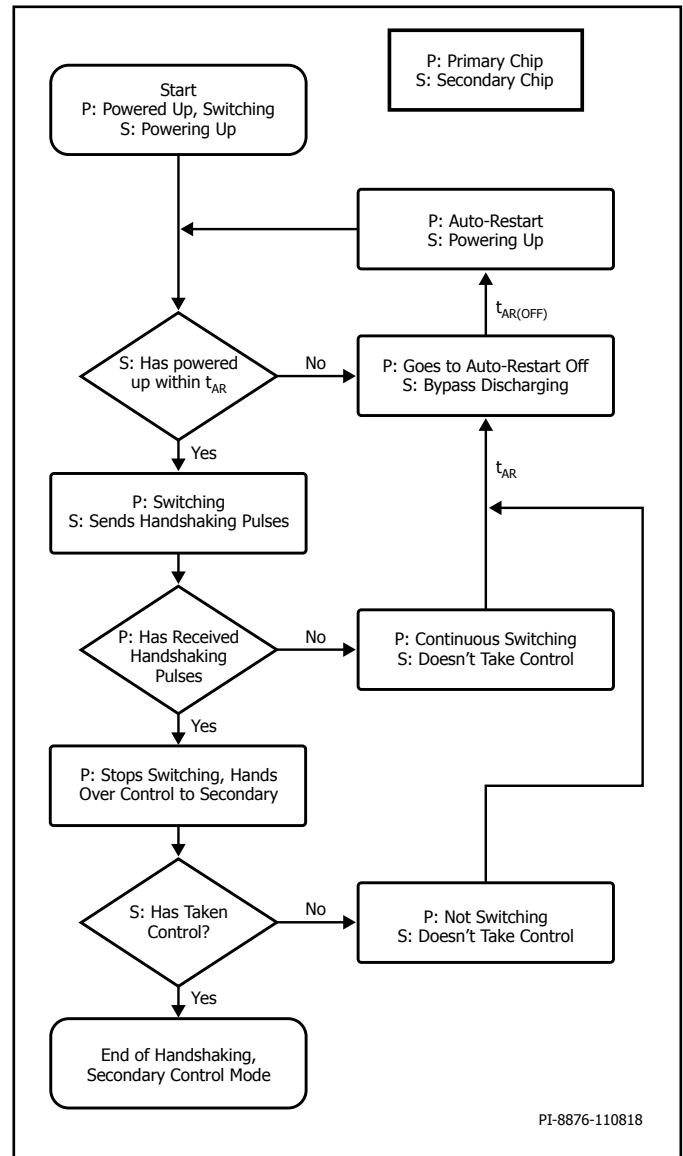 P: Primary Chip
S: Secondary Chip
Start
P: Powered Up, Switching
S: Powering Up
P: Auto-Restart
S: Powering Up
tAR(OFF)
S: Has powered
up within tAR
No
P: Goes to Auto-Restart Off
S: Bypass Discharging
Yes
tAR
P: Switching
S: Sends Handshaking Pulses
P: Has Received
Handshaking
Pulses
No
P: Continuous Switching
S: Doesn't Take Control
Yes
P: Stops Switching, Hands
Over Control to Secondary
S: Has Taken
Control?
No
P: Not Switching
S: Doesn't Take Control
Yes
End of Handshaking,
Secondary Control Mode
PI-8876-110818